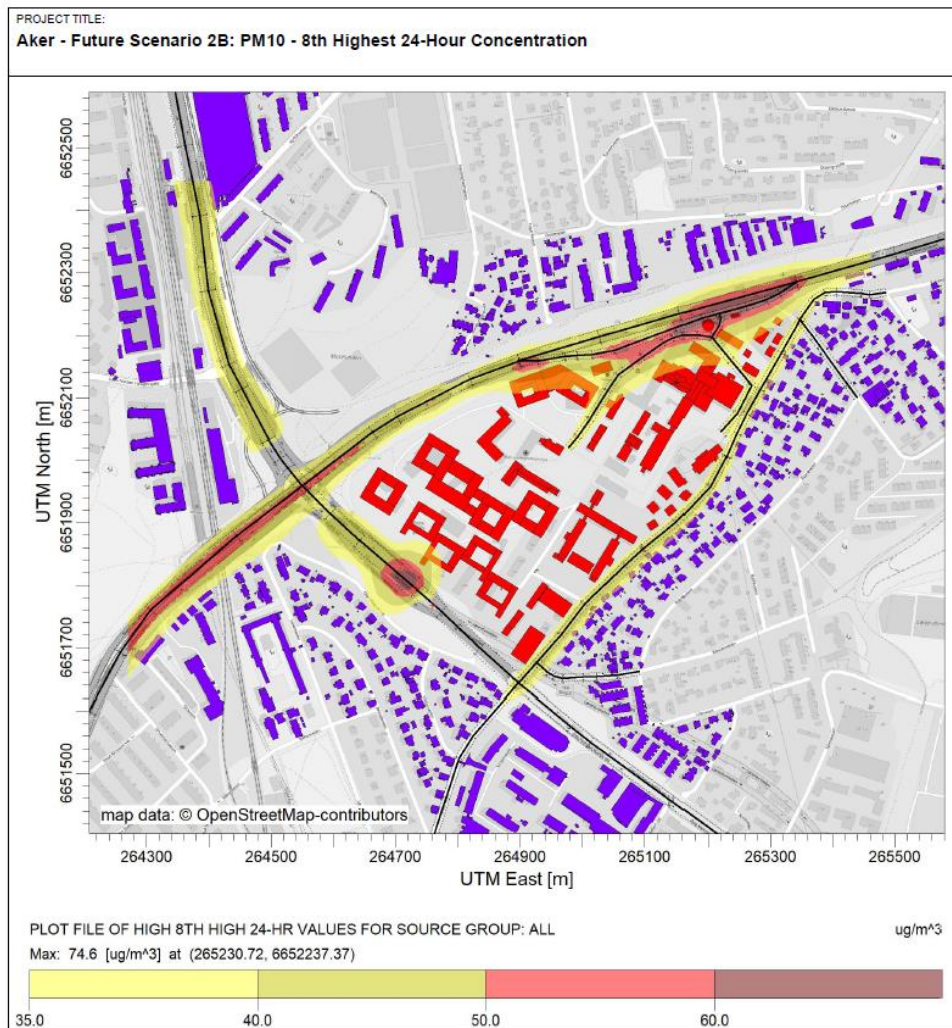 PROJECT TITLE:
Aker - Future Scenario 2B: PM10 - 8th Highest 24-Hour Concentration
UTM North [m]
6652500
6652300
6652100
6651900
6651700
6651500
map data: © OpenStreetMap-contributors
264300 264500 264700 264900 265100 265300 265500
UTM East [m]
PLOT FILE OF HIGH 8TH HIGH 24-HR VALUES FOR SOURCE GROUP: ALL ug/m^3
Max: 74.6 [ug/m^3] at (265230.72, 6652237.37)
35.0 40.0 50.0 60.0